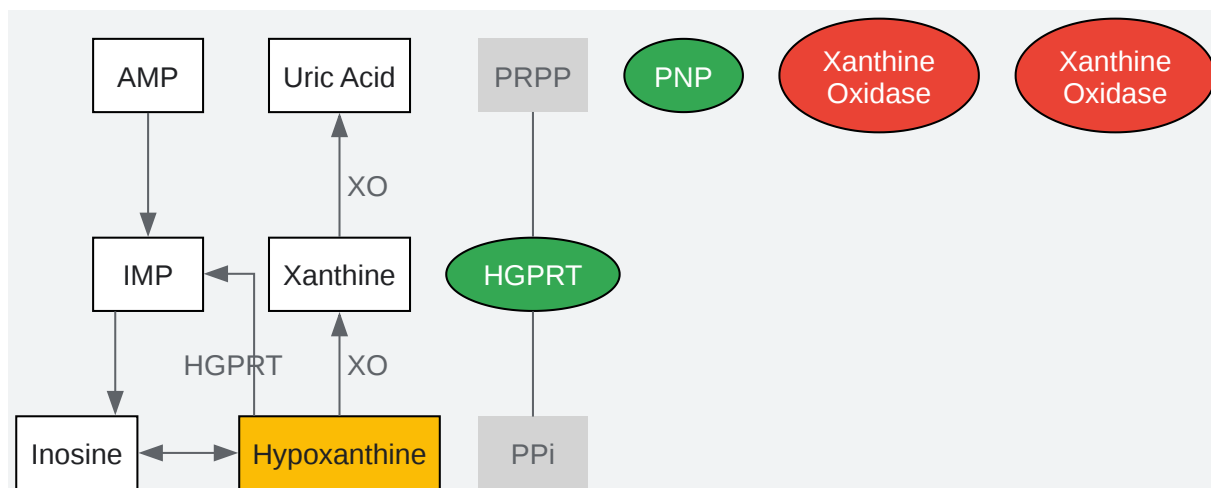 AMP
Uric Acid
PRPP
PNP
Xanthine
Oxidase
Xanthine
Oxidase
XO
IMP
Xanthine
HGPRT
HGPRT
XO
Inosine
Hypoxanthine
PPi